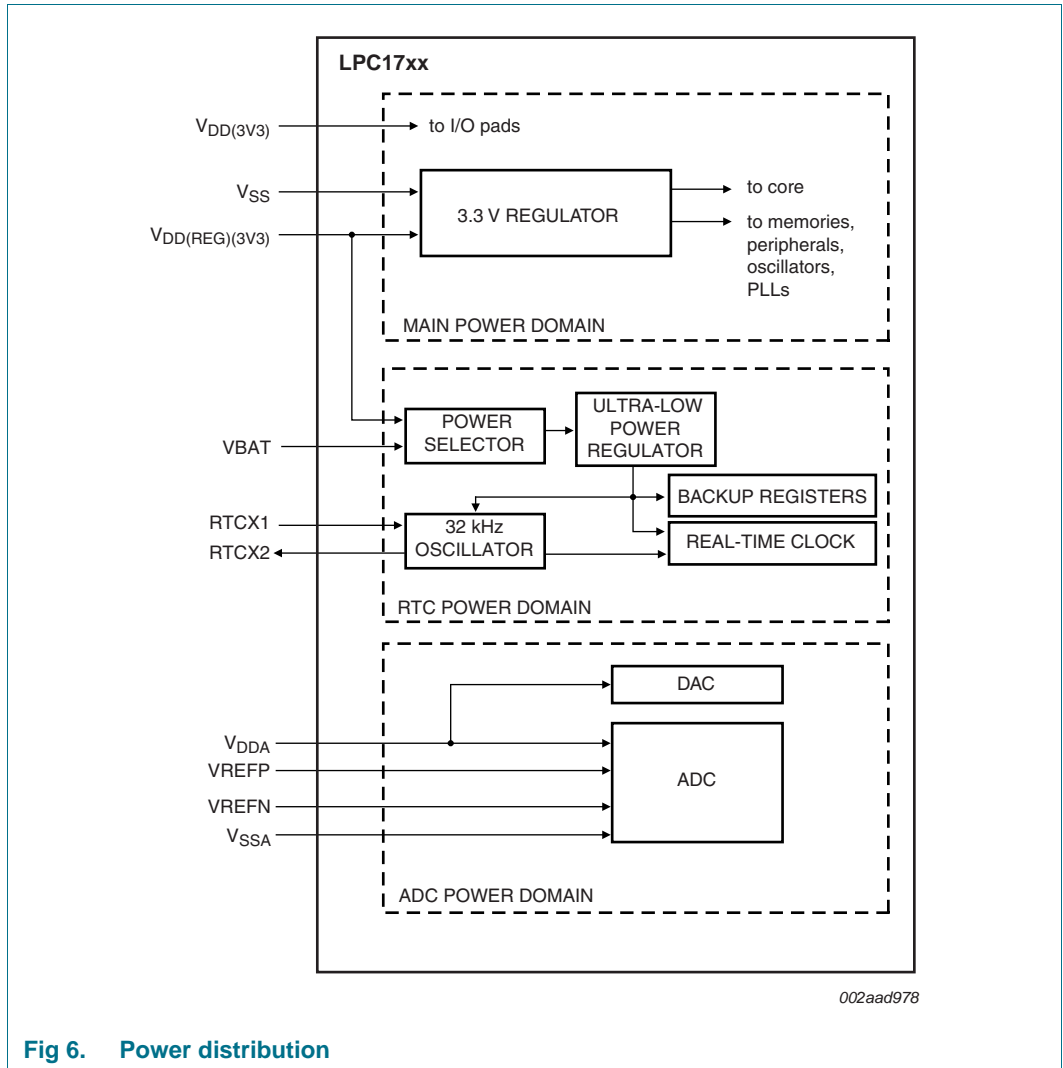 LPC17xx
VDD(3V3)
to I/O pads
VSS
3.3 V REGULATOR
to core
VDD(REG)(3V3)
to memories,
peripherals,
oscillators,
PLLs
MAIN POWER DOMAIN
POWER
SELECTOR
ULTRA-LOW
POWER
REGULATOR
VBAT
BACKUP REGISTERS
RTCX1
32 kHz
OSCILLATOR
REAL-TIME CLOCK
RTCX2
RTC POWER DOMAIN
DAC
VDDA
VREFP
ADC
VREFN
VSSA
ADC POWER DOMAIN
002aad978
Fig 6. Power distribution